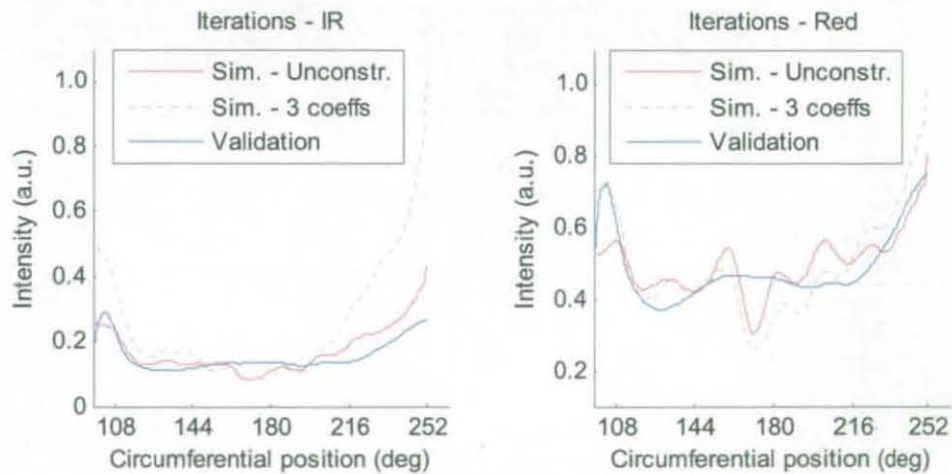 Iterations - IR
Sim. - Unconstr.
Sim. - 3 coeffs
Validation
Intensity (a.u.)
1.0
0.8
0.6
0.4
0.2
0
108 144 180 216 252
Circumferential position (deg)
Iterations - Red
Sim. - Unconstr.
Sim. - 3 coeffs
Validation
Intensity (a.u.)
1.0
0.8
0.6
0.4
0.2
108 144 180 216 252
Circumferential position (deg)